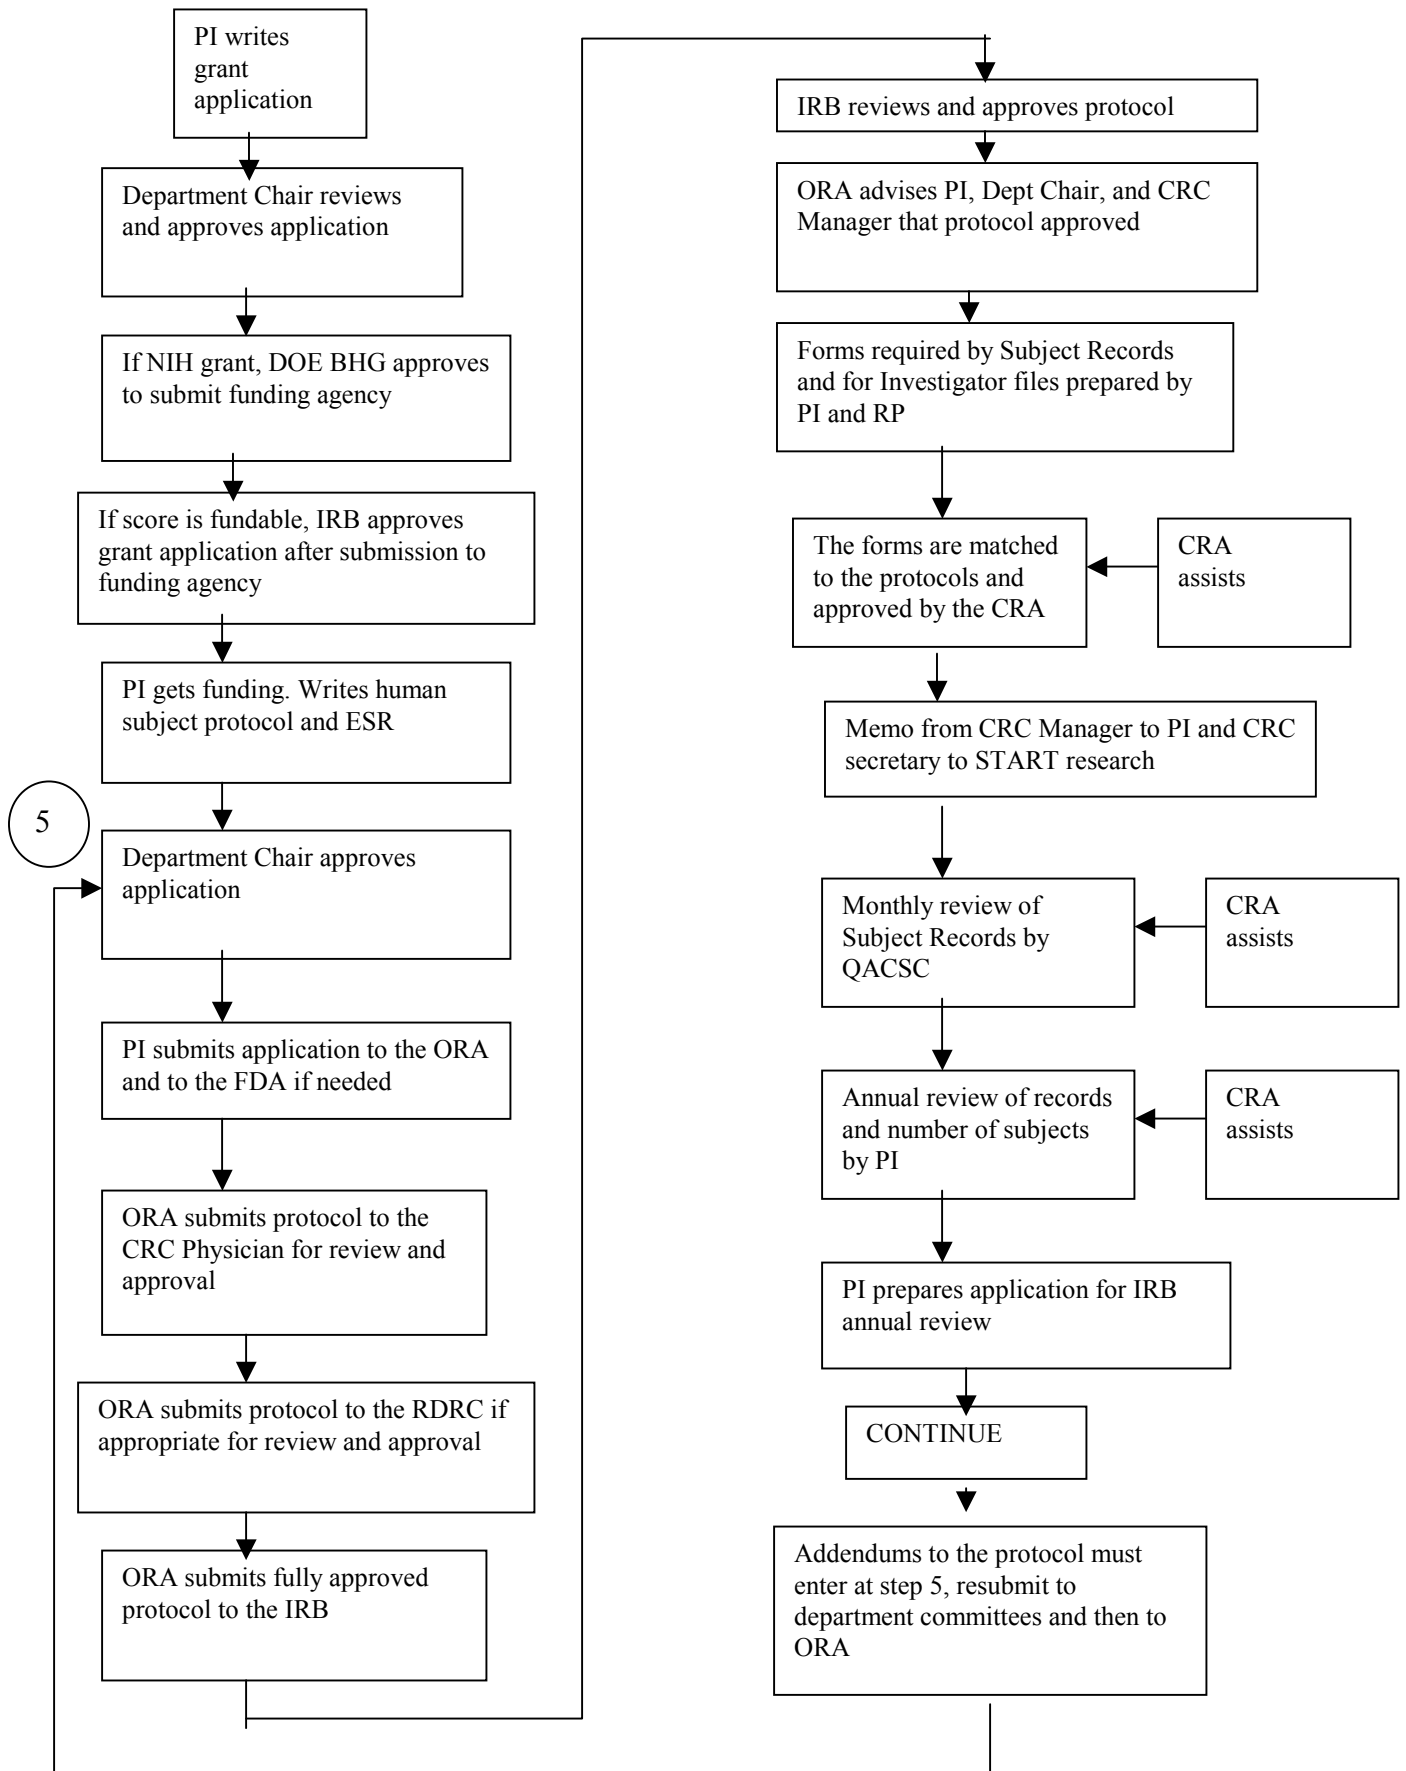 PI writes
grant
application
Department Chair reviews
and approves application
If NIH grant, DOE BHG approves
to submit funding agency
If score is fundable, IRB approves
grant application after submission to
funding agency
PI gets funding. Writes human
subject protocol and ESR
5
Department Chair approves
application
PI submits application to the ORA
and to the FDA if needed
ORA submits protocol to the
CRC Physician for review and
approval
ORA submits protocol to the RDRC if
appropriate for review and approval
ORA submits fully approved
protocol to the IRB
IRB reviews and approves protocol
ORA advises PI, Dept Chair, and CRC
Manager that protocol approved
Forms required by Subject Records
and for Investigator files prepared by
PI and RP
The forms are matched
to the protocols and
approved by the CRA
CRA
assists
Memo from CRC Manager to PI and CRC
secretary to START research
Monthly review of
Subject Records by
QACSC
CRA
assists
Annual review of records
and number of subjects
by PI
CRA
assists
PI prepares application for IRB
annual review
CONTINUE
Addendums to the protocol must
enter at step 5, resubmit to
department committees and then to
ORA